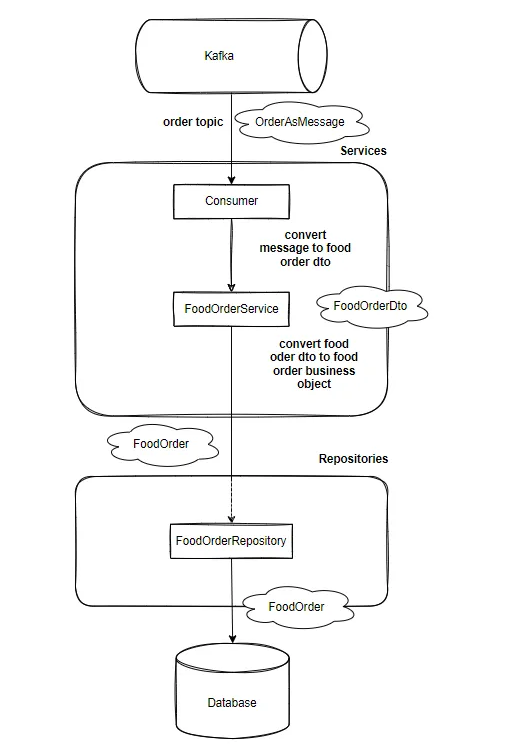 Kafka
order topic
OrderAsMessage
Services
Consumer
convert
message to food
order dto
FoodOrderService
FoodOrderDto
convert food
oder dto to food
order business
object
FoodOrder
Repositories
FoodOrderRepository
FoodOrder
Database